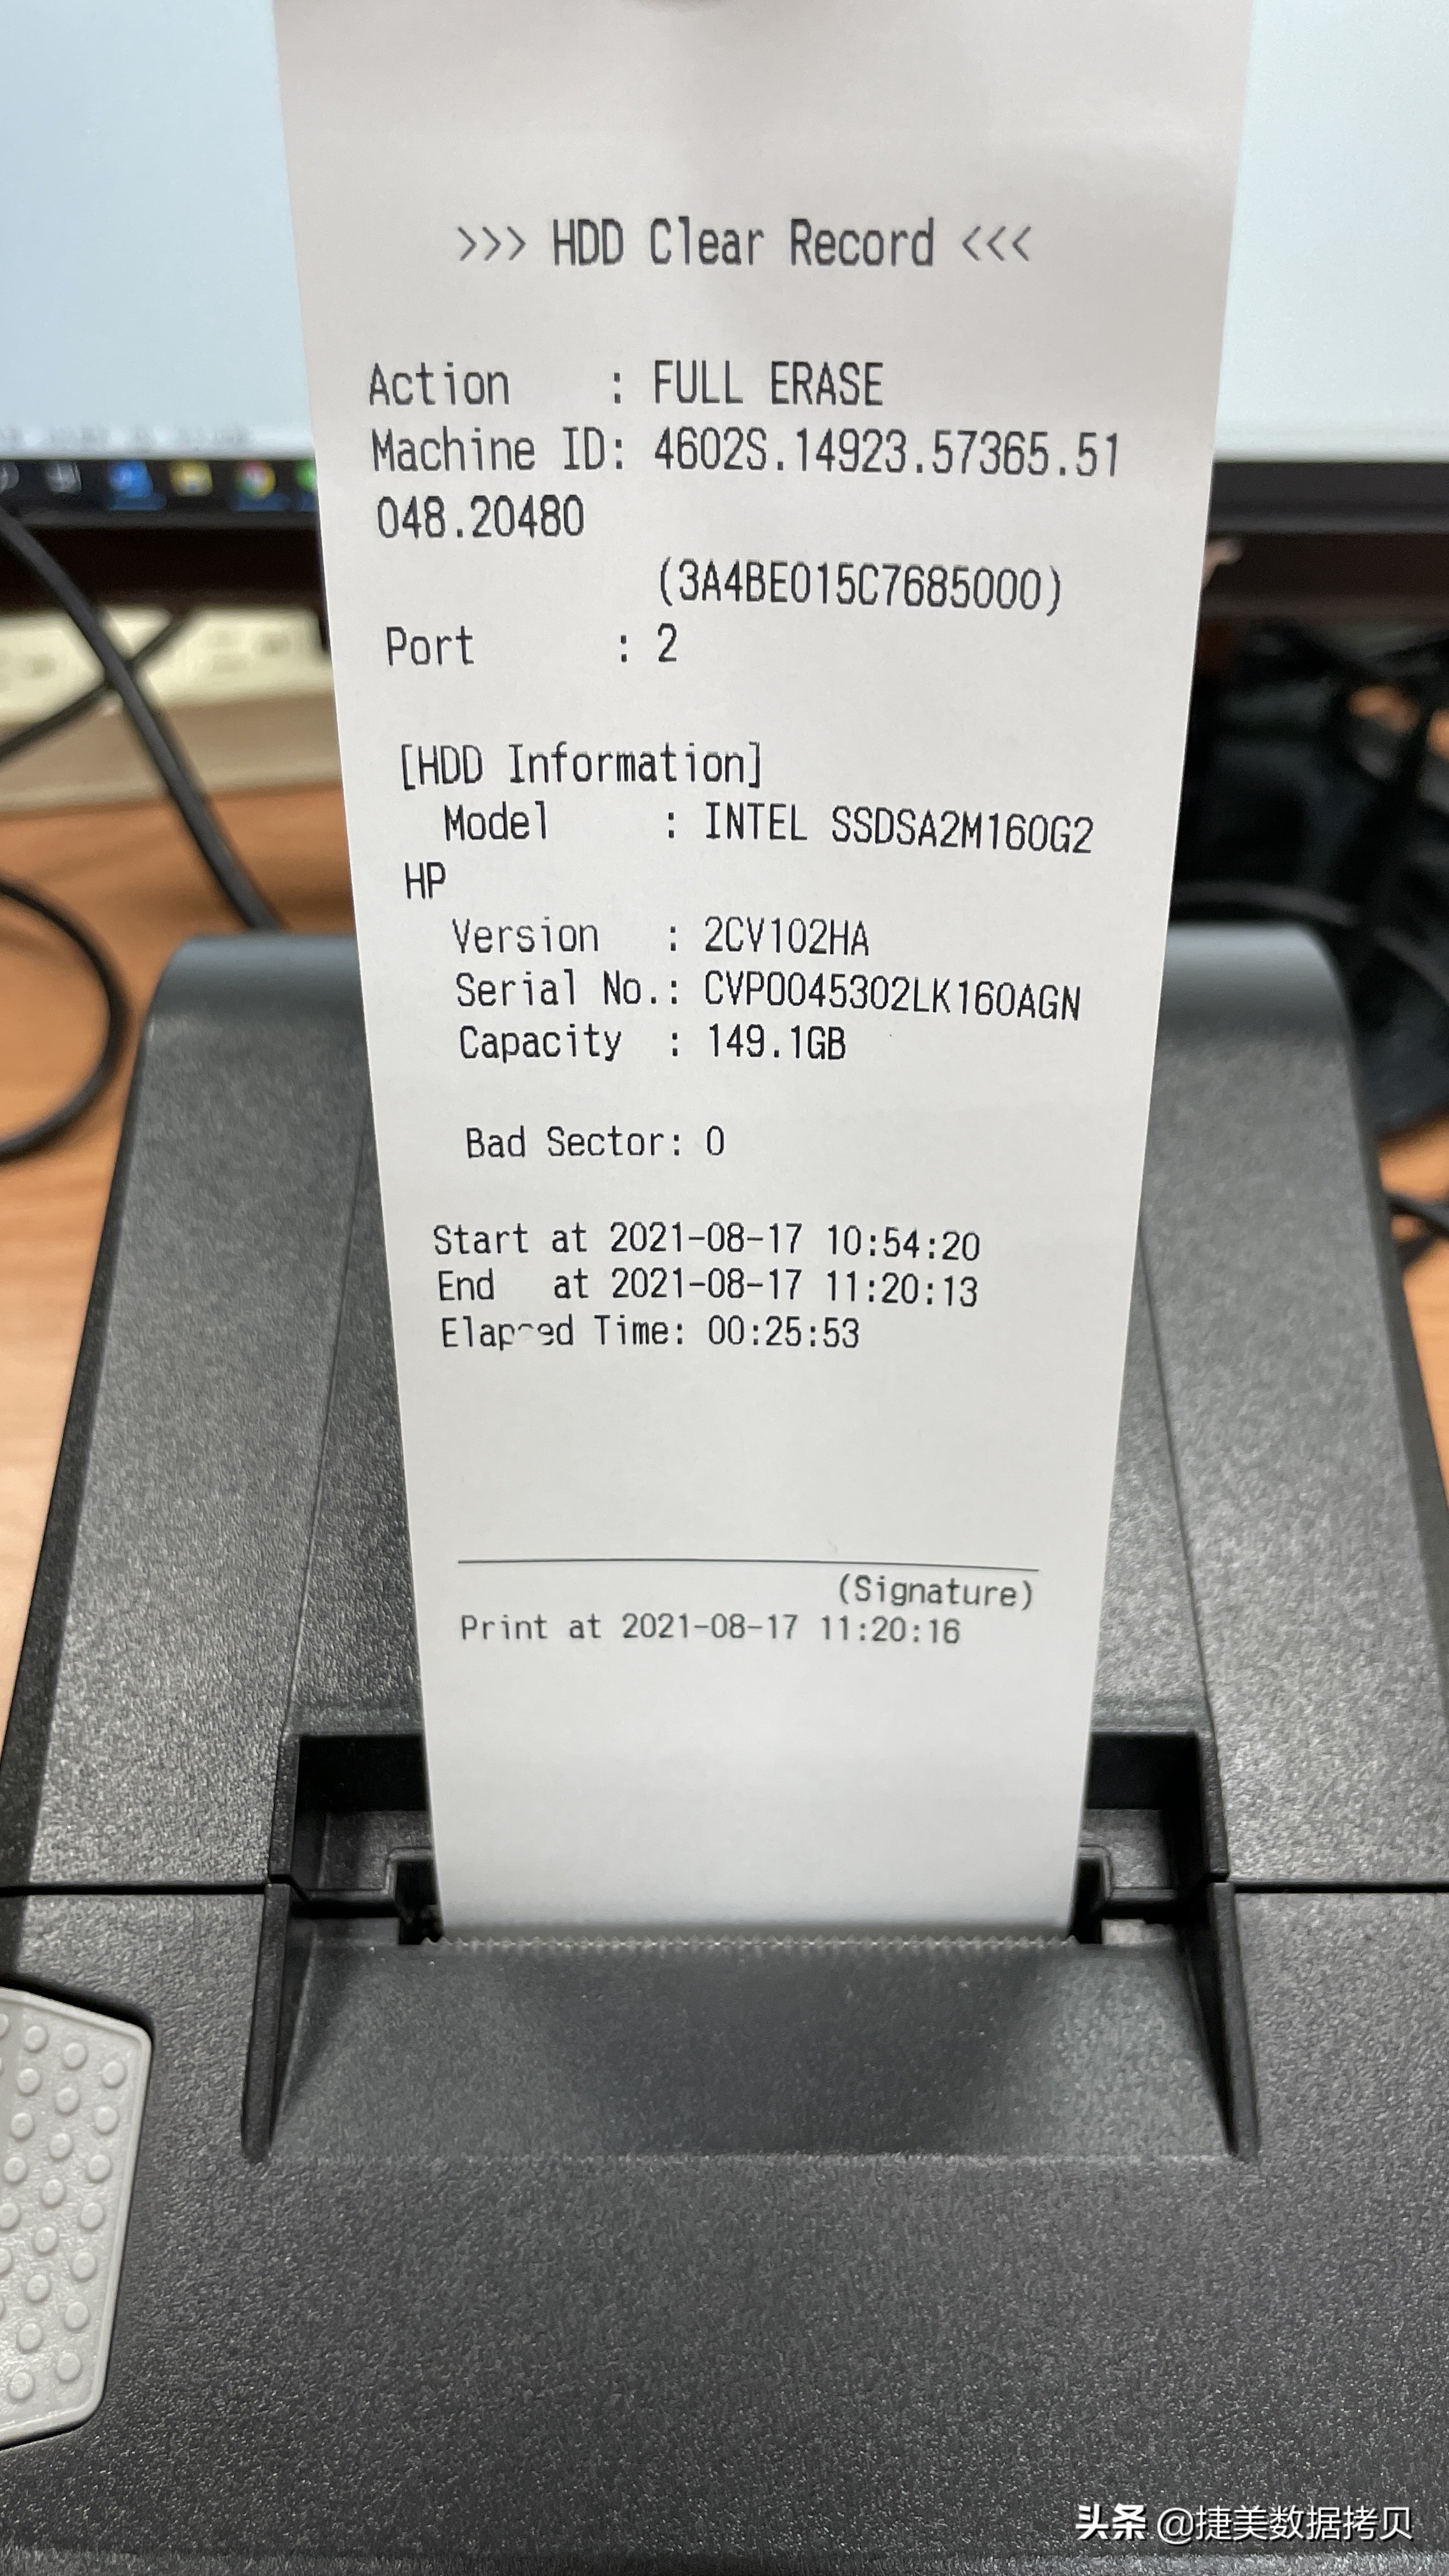 >>> HDD Clear Record <<<
Action : FULL ERASE
Machine ID: 4602S.14923.57365.51
048.20480
(3A4BE015C7685000)
Port : 2
[HDD Information]
Model : INTEL SSDSA2M160G2
HP
Version : 2CV102HA
Serial No.: CVPO045302LK160AGN
Capacity : 149.1GB
Bad Sector: 0
Start at 2021-08-17 10:54:20
End at 2021-08-17 11:20:13
Elapsed Time: 00:25:53
(Signature)
Print at 2021-08-17 11:20:16
头条 @捷美数据拷贝